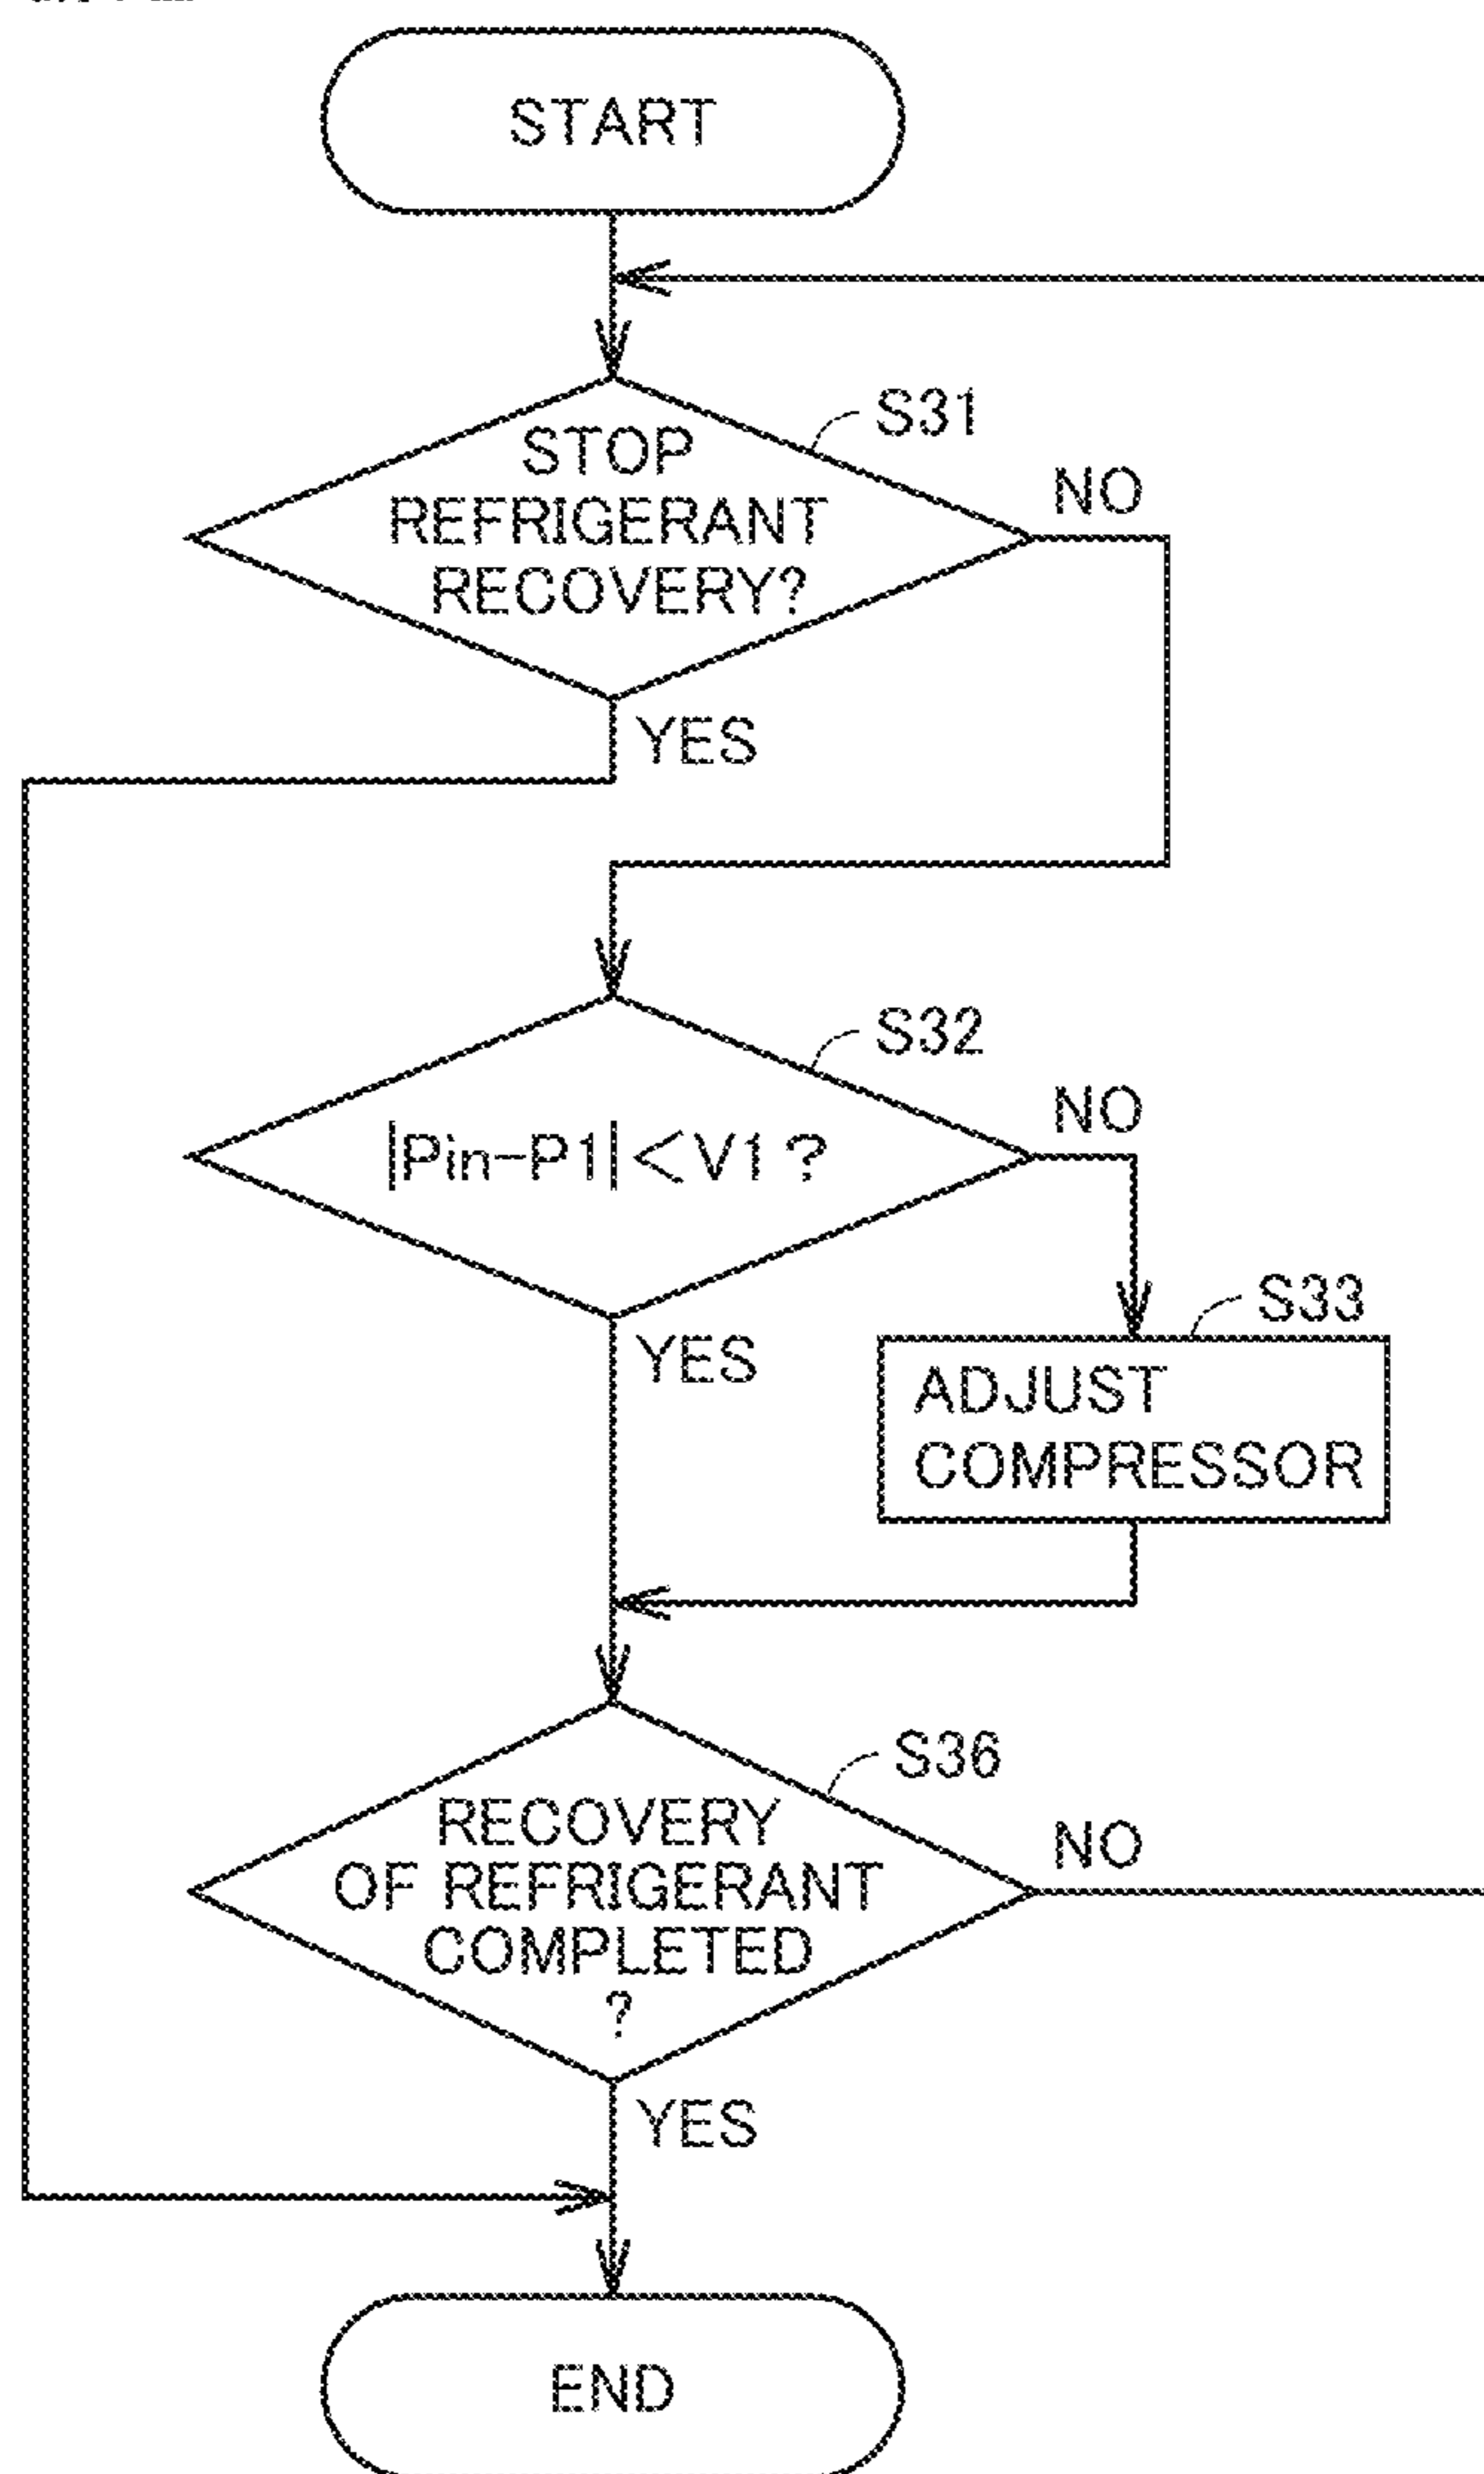 START
S31
STOP
REFRIGERANT
RECOVERY?
NO
YES
S32
|Pin-P1|<V1?
NO
YES
S33
ADJUST
COMPRESSOR
S36
RECOVERY
OF REFRIGERANT
COMPLETED
?
NO
YES
END